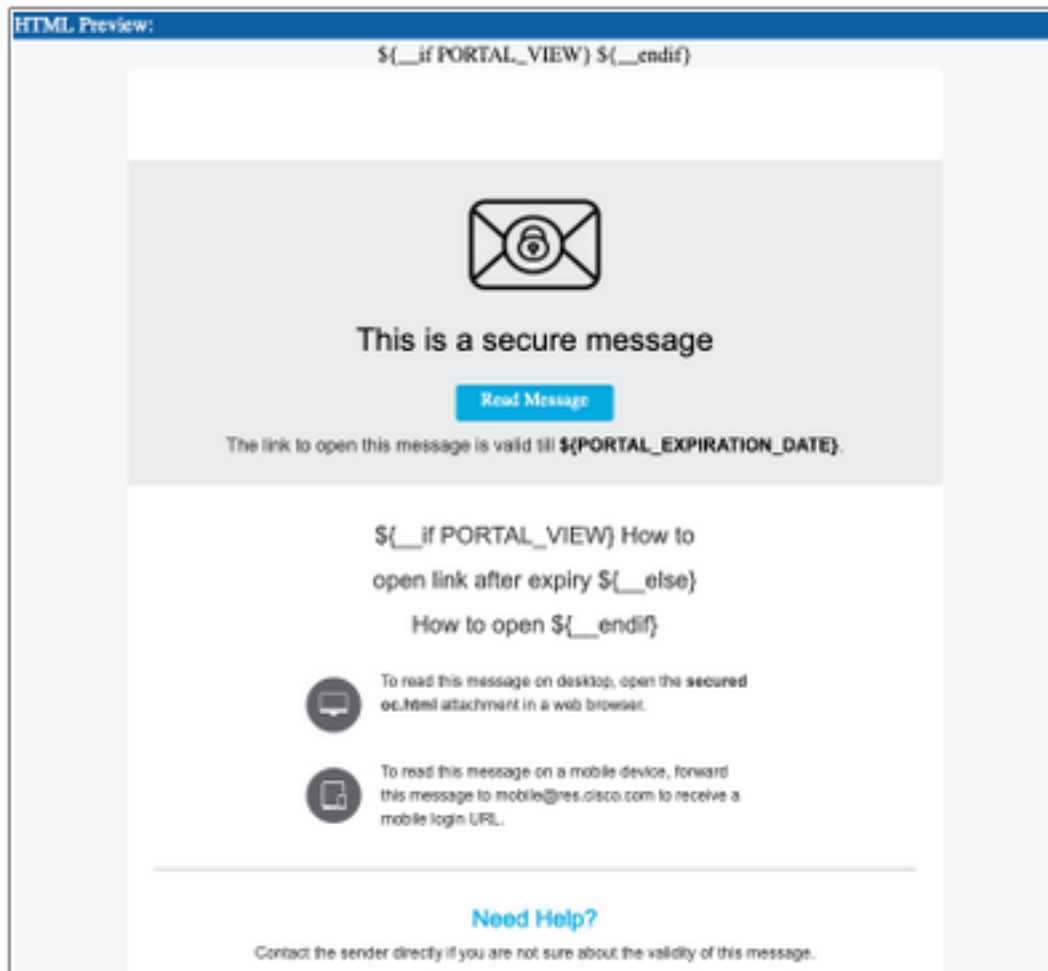 HTML Preview:
${__if PORTAL_VIEW} ${__endif}
This is a secure message
Read Message
The link to open this message is valid till ${PORTAL_EXPIRATION_DATE}.
${__if PORTAL_VIEW} How to
open link after expiry ${__else}
How to open ${__endif}
To read this message on desktop, open the secured
oc.html attachment in a web browser.
To read this message on a mobile device, forward
this message to mobile@res.cisco.com to receive a
mobile login URL.
Need Help?
Contact the sender directly if you are not sure about the validity of this message.